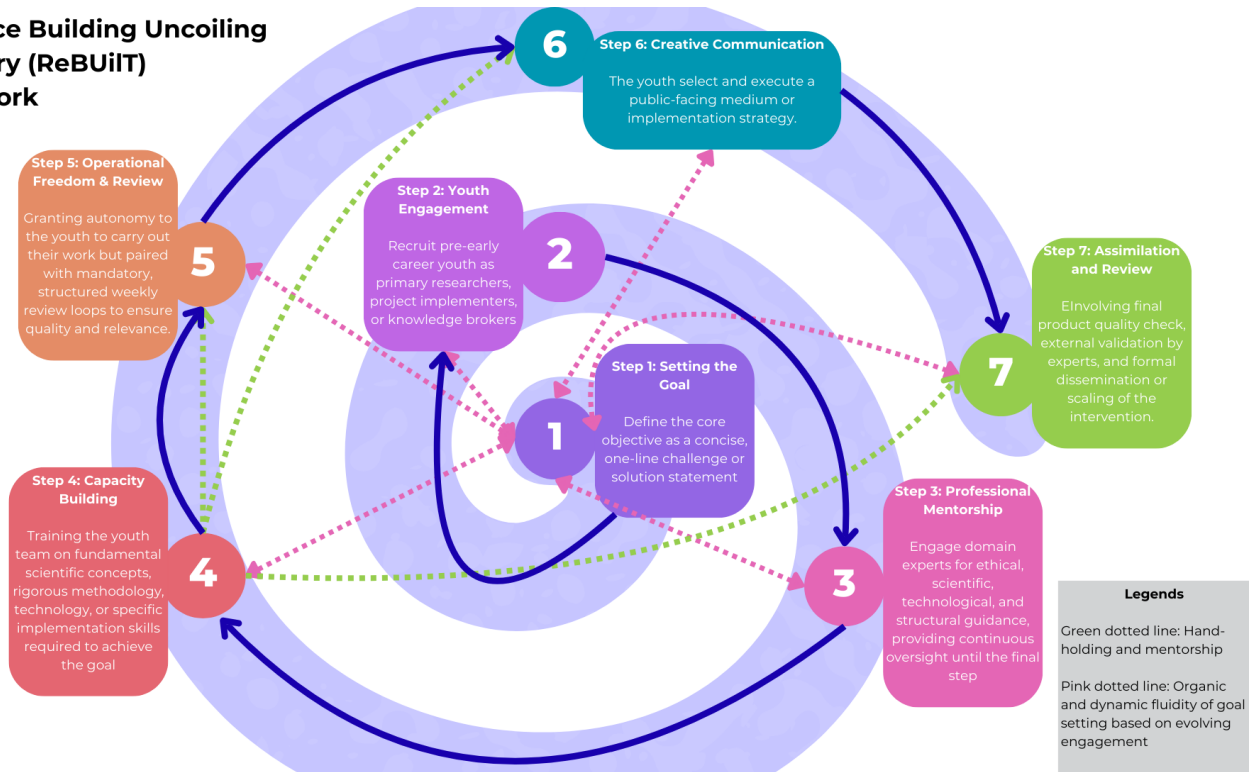 ce Building Uncoiling
ry (ReBUilT)
ork
6
Step 6: Creative Communication
The youth select and execute a
public-facing medium or
implementation strategy.
Step 5: Operational
Freedom & Review
Granting autonomy to
the youth to carry out
their work but paired
with mandatory,
structured weekly
review loops to ensure
quality and relevance.
5
Step 2: Youth
Engagement
Recruit pre-early
career youth as
primary researchers,
project implementers,
or knowledge brokers
2
Step 7: Assimilation
and Review
EInvolving final
product quality check,
external validation by
experts, and formal
dissemination or
scaling of the
intervention.
7
Step 1: Setting the
Goal
Define the core
objective as a concise,
one-line challenge or
solution statement
1
Step 4: Capacity
Building
Training the youth
team on fundamental
scientific concepts,
rigorous methodology,
technology, or specific
implementation skills
required to achieve
the goal
4
Step 3: Professional
Mentorship
Engage domain
experts for ethical,
scientific,
technological, and
structural guidance,
providing continuous
oversight until the final
step
3
Legends
Green dotted line: Hand-
holding and mentorship
Pink dotted line: Organic
and dynamic fluidity of goal
setting based on evolving
engagement